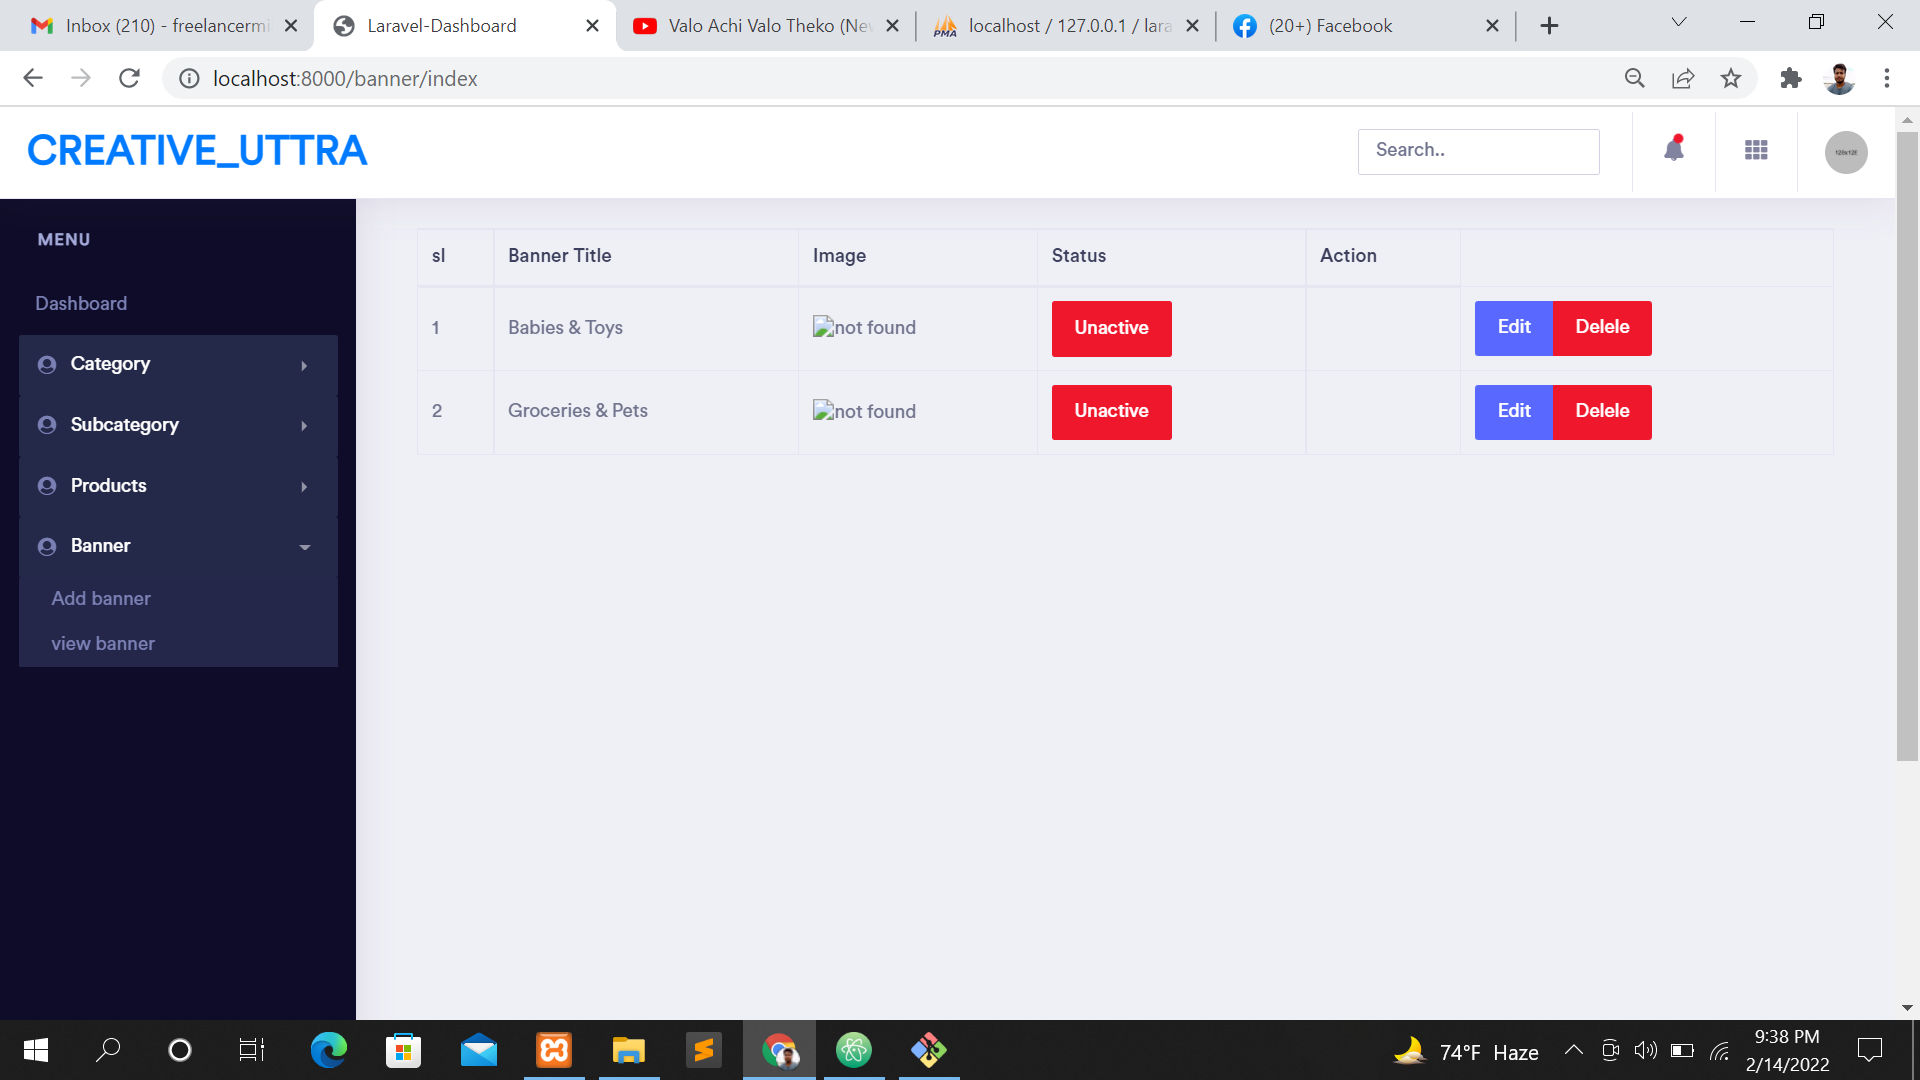 Inbox (210) - freelancermi
Laravel-Dashboard
Valo Achi Valo Theko (Nev
PMA
localhost / 127.0.0.1 / lara
(20+) Facebook
localhost:8000/banner/index
CREATIVE_UTTRA
Search..
MENU
Dashboard
Category
Subcategory
Products
Banner
Add banner
view banner
sl Banner Title Image Status Action
1 Babies & Toys not found Unactive Edit Delele
2 Groceries & Pets not found Unactive Edit Delele
74°F Haze
9:38 PM
2/14/2022